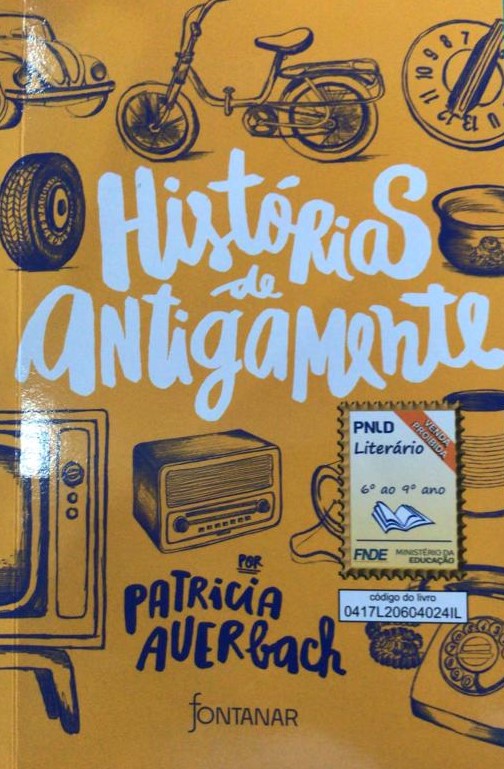 Histórias
de
Antigamente
PNLD
Literário
VENDA
PROIBIDA
6º ao 9º ano
FNDE
MINISTÉRIO DA
EDUCAÇÃO
código do livro
0417L20604024IL
POR
PATRICIA
AUERbach
fONTANAR